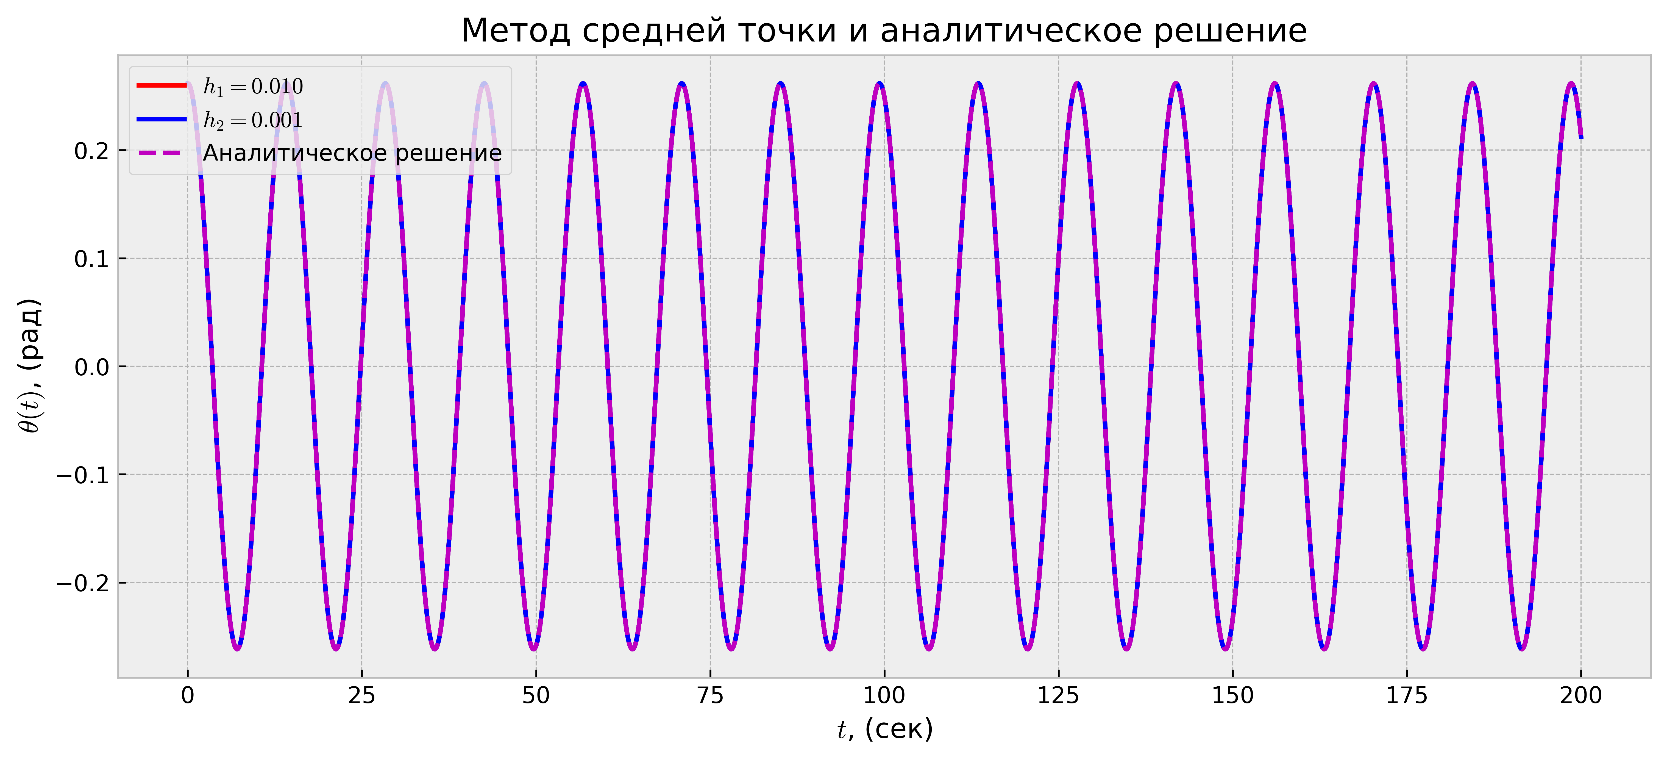 Метод средней точки и аналитическое решение
h₁ = 0.010
h₂ = 0.001
Аналитическое решение
θ(t), (рад)
0.2
0.1
0.0
−0.1
−0.2
0 25 50 75 100 125 150 175 200
t, (сек)